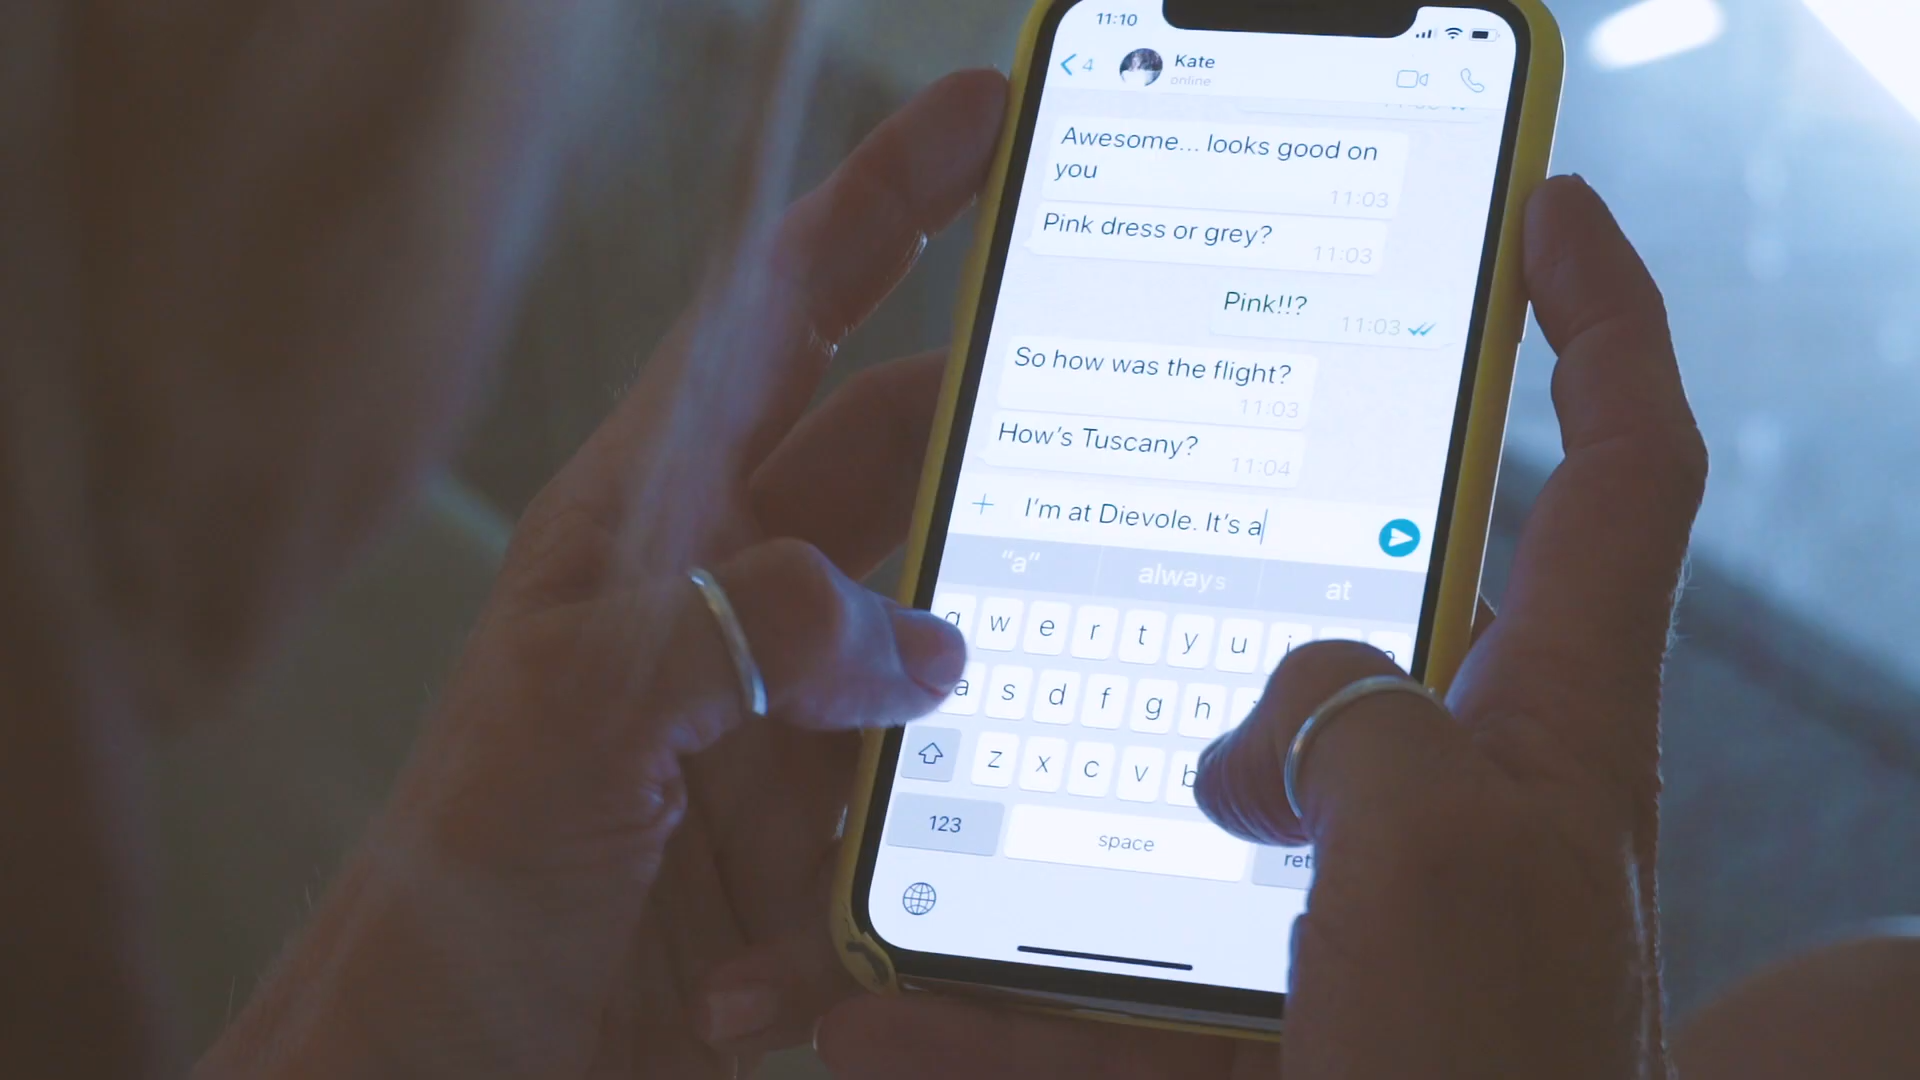 11:10
4
Kate
online
Awesome... looks good on
you
11:03
Pink dress or grey?
11:03
Pink!!?
11:03
So how was the flight?
11:03
How's Tuscany?
11:04
I'm at Dievole. It's a
"a" always at
q w e r t y u
a s d f g h
z x c v b
123 space ret